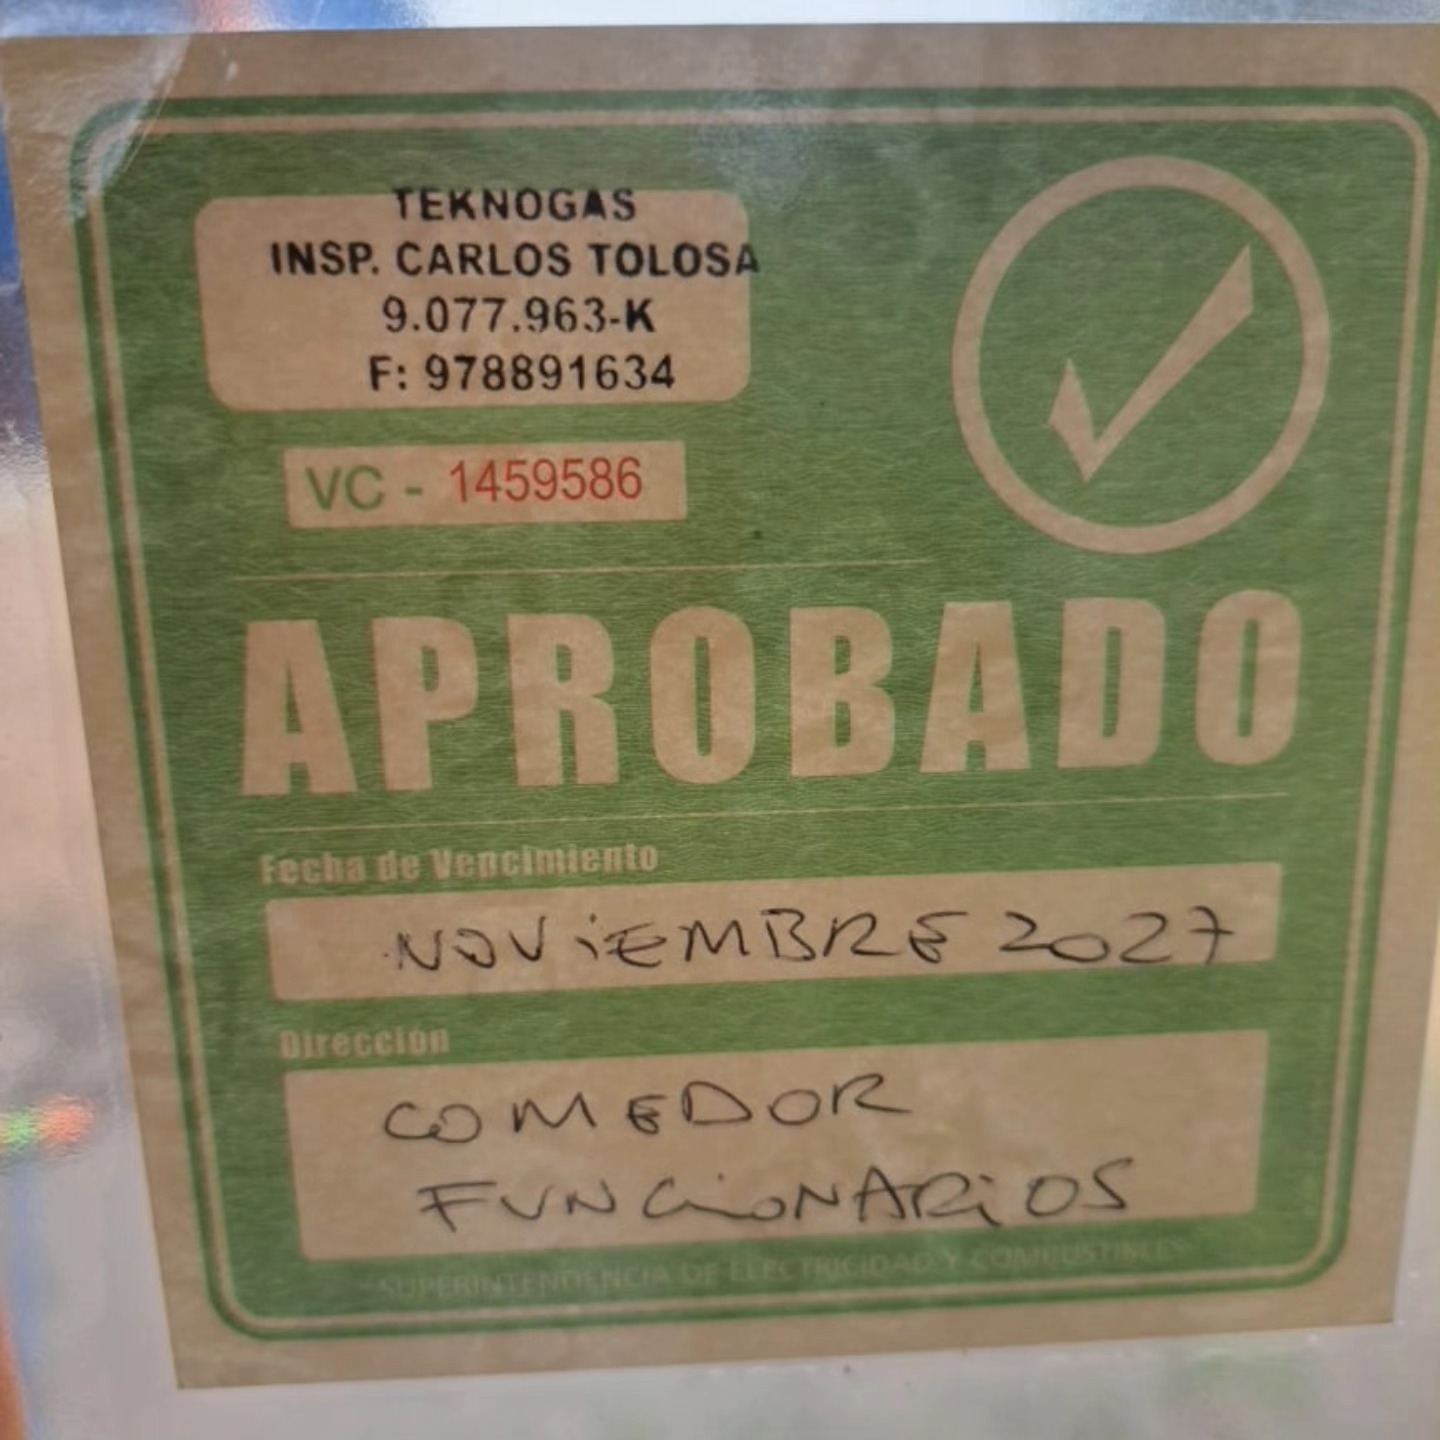 TEKNOGAS
INSP. CARLOS TOLOSA
9.077.963-K
F: 978891634
VC - 1459586
APROBADO
Fecha de Vencimiento
NOViEMBRE 2027
Dirección
COMEDOR
FUNCiONARiOS
SUPERINTENDENCIA DE ELECTRICIDAD Y COMBUSTIBLES